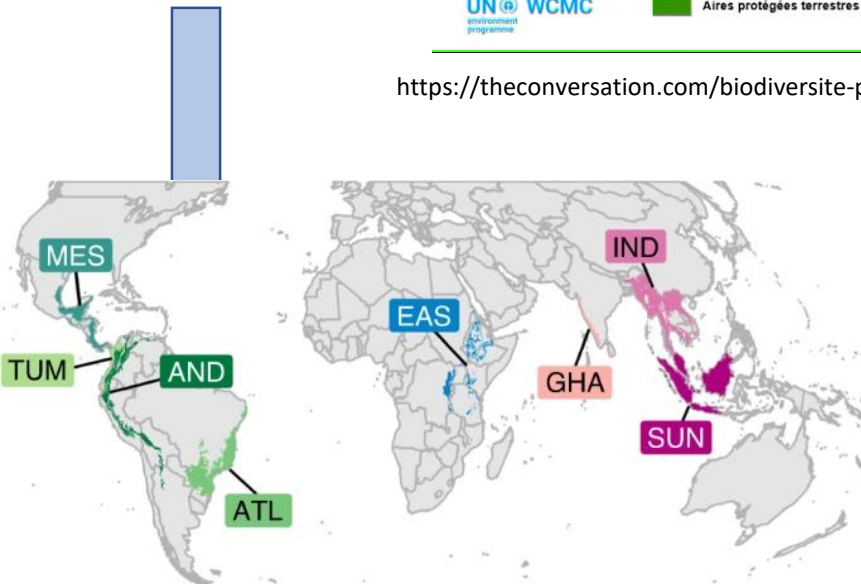 UN WCMC
environment
programme
Aires protégées terrestres
https://theconversation.com/biodiversite-p
MES
IND
EAS
TUM
AND
GHA
SUN
ATL